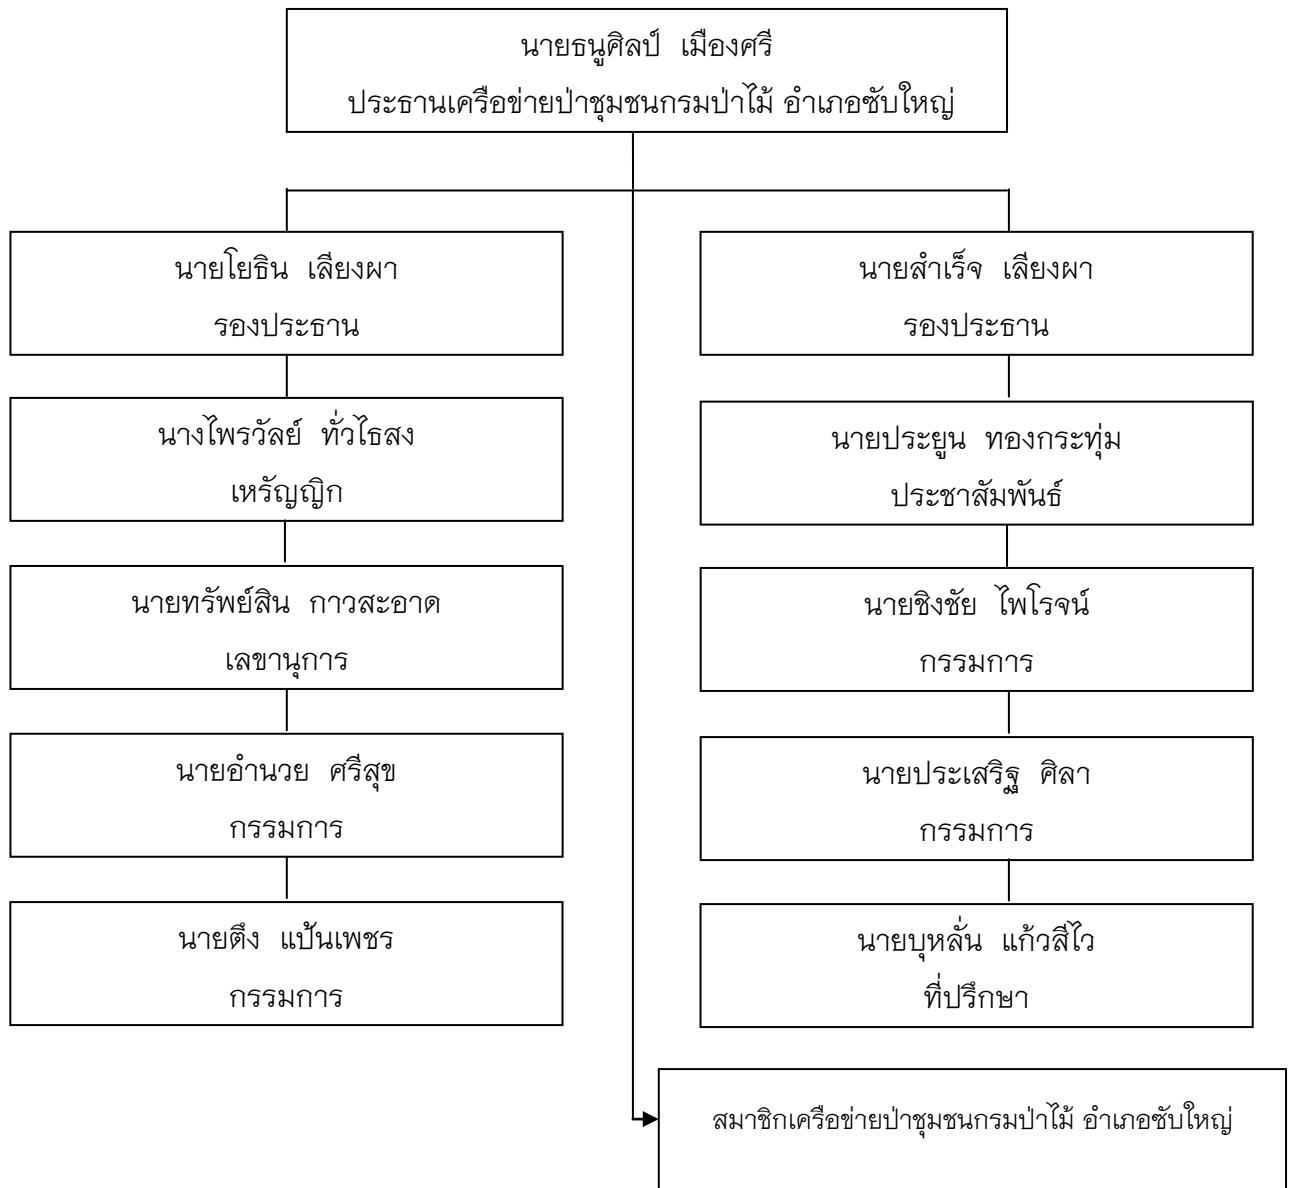 นายธนูศิลป์ เมืองศรี
ประธานเครือข่ายป่าชุมชนกรมป่าไม้ อำเภอซับใหญ่
นายโยธิน เลียงผา
รองประธาน
นางไพรวัลย์ ทั่วไธสง
เหรัญญิก
นายทรัพย์สิน กาวสะอาด
เลขานุการ
นายอำนวย ศรีสุข
กรรมการ
นายตึง แป้นเพชร
กรรมการ
นายสำเร็จ เลียงผา
รองประธาน
นายประยูน ทองกระทุ่ม
ประชาสัมพันธ์
นายชิงชัย ไพโรจน์
กรรมการ
นายประเสริฐ ศิลา
กรรมการ
นายบุหลั่น แก้วสีไว
ที่ปรึกษา
สมาชิกเครือข่ายป่าชุมชนกรมป่าไม้ อำเภอซับใหญ่